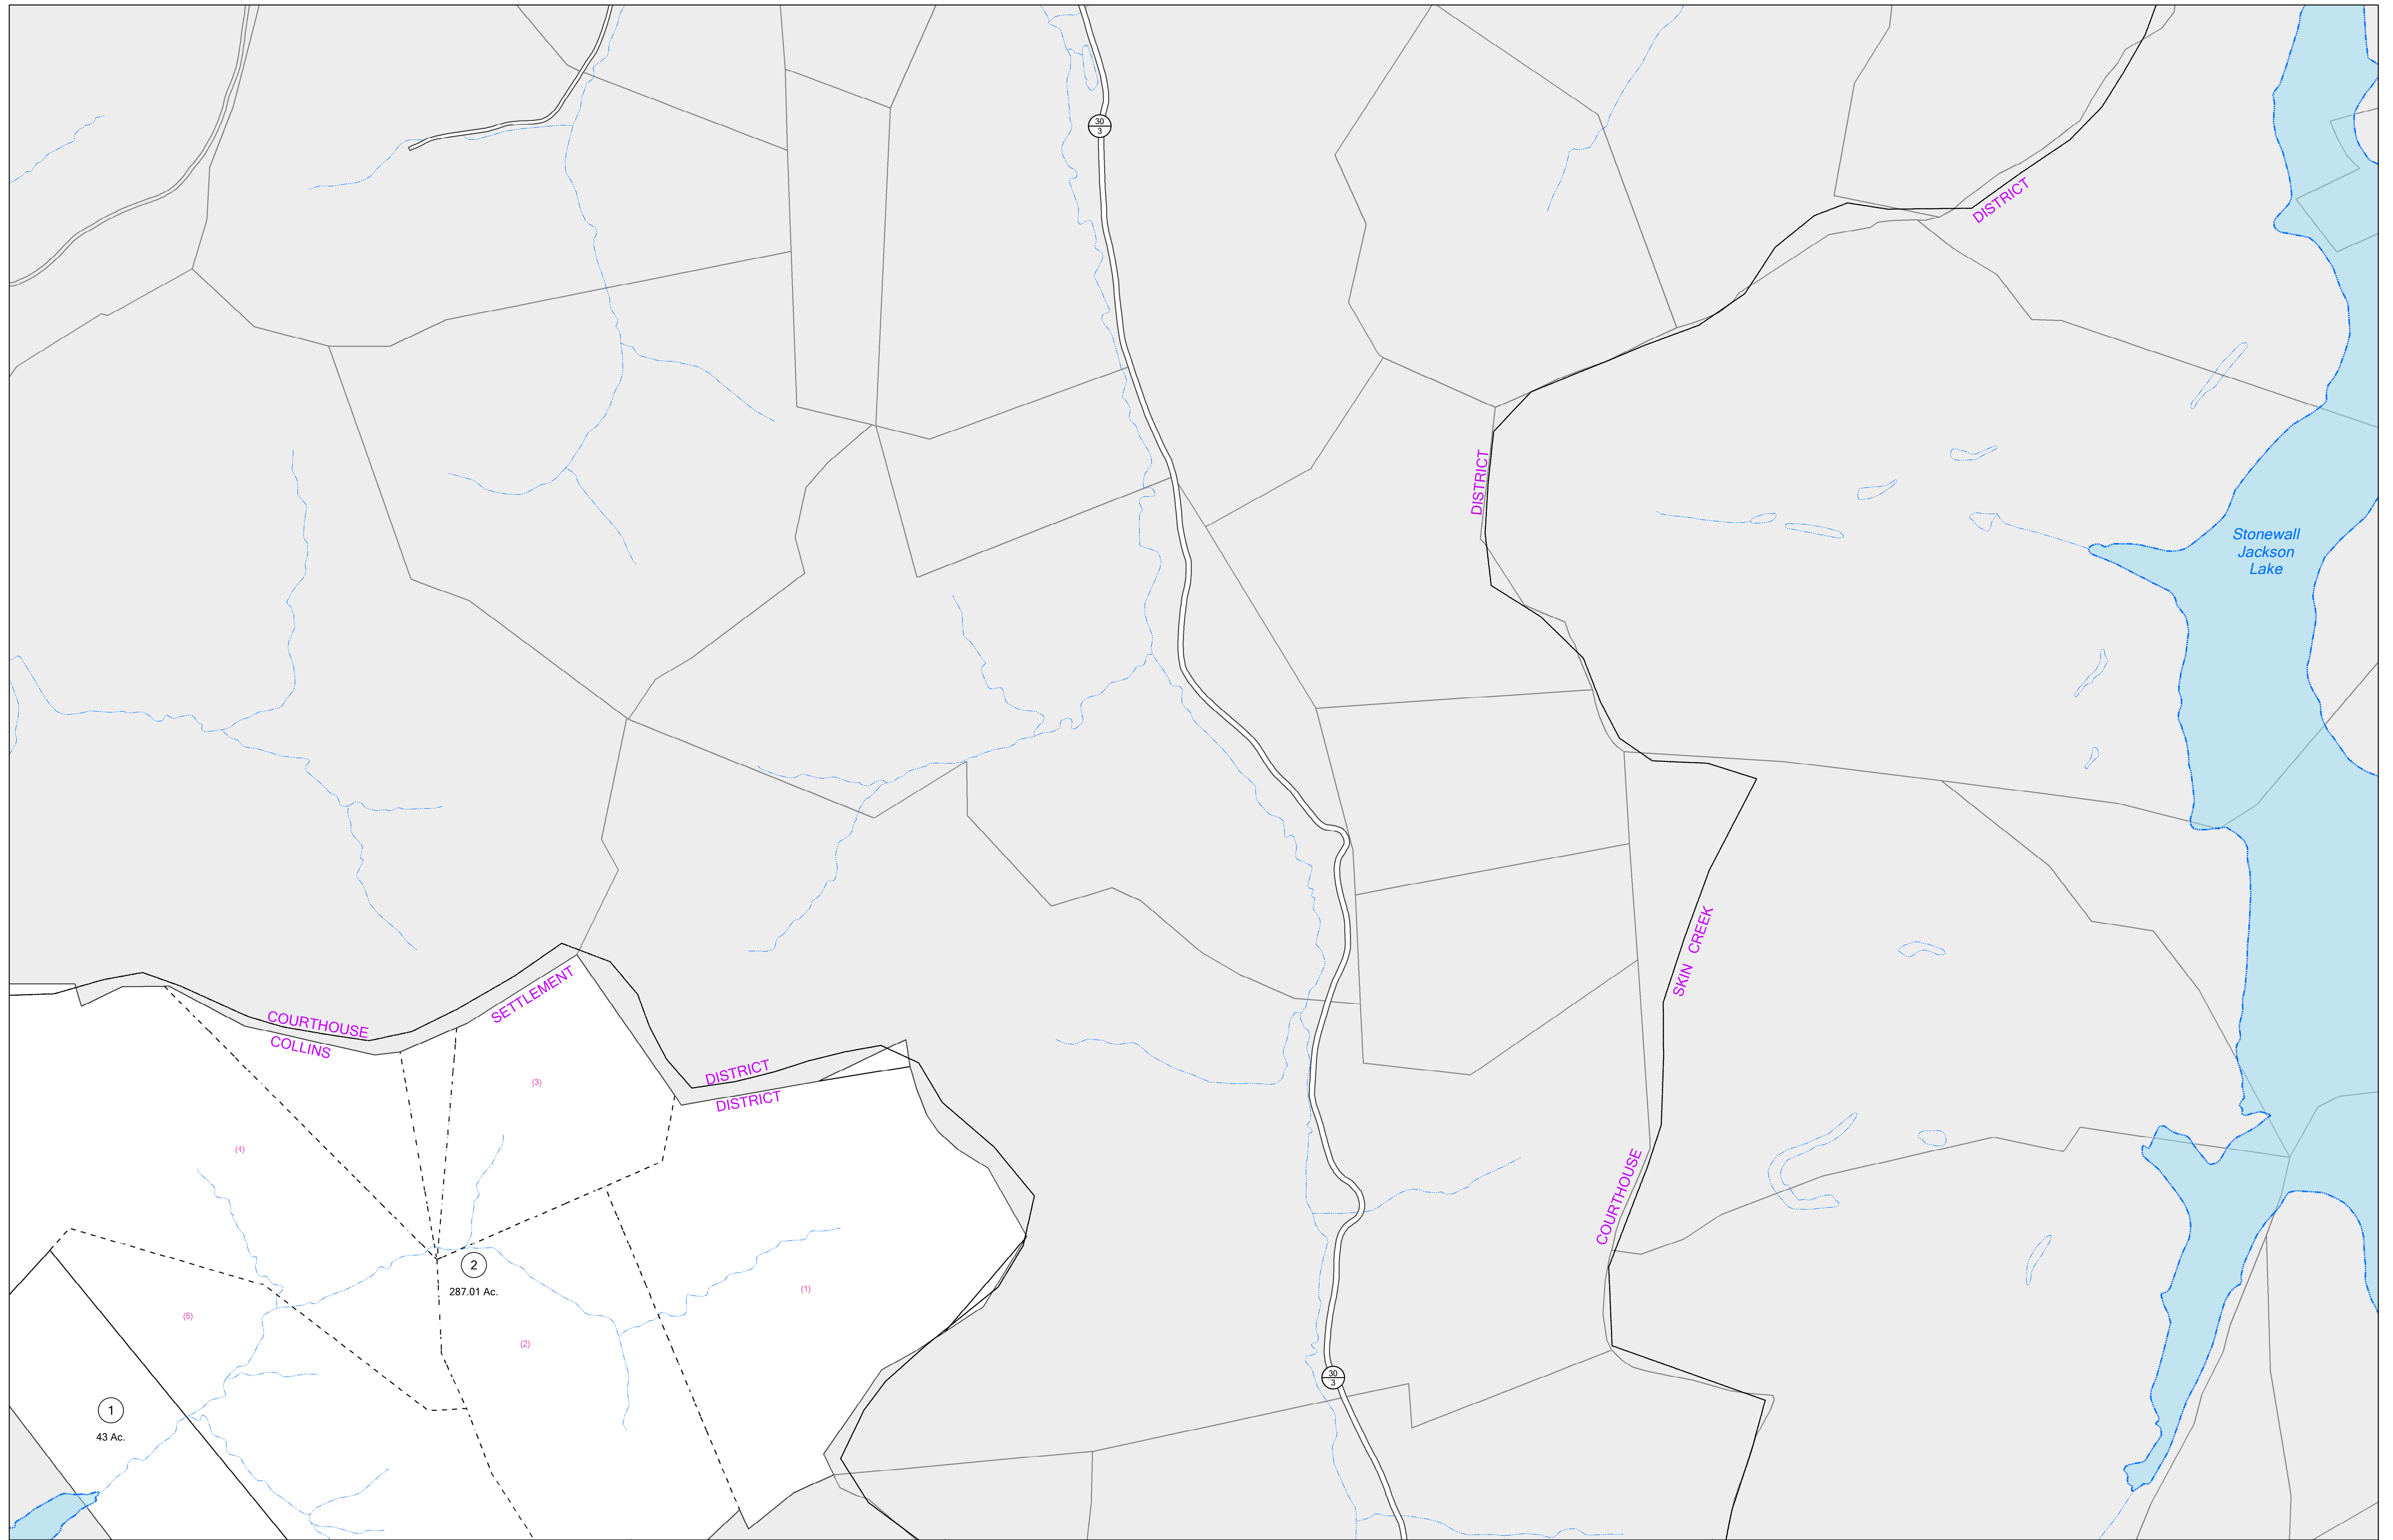 30
3
DISTRICT
DISTRICT
Stonewall
Jackson
Lake
SKIN CREEK
COURTHOUSE
COLLINS
SETTLEMENT
DISTRICT
DISTRICT
(3)
(4)
COURTHOUSE
2
287.01 Ac.
(1)
(5)
(2)
30
3
1
43 Ac.